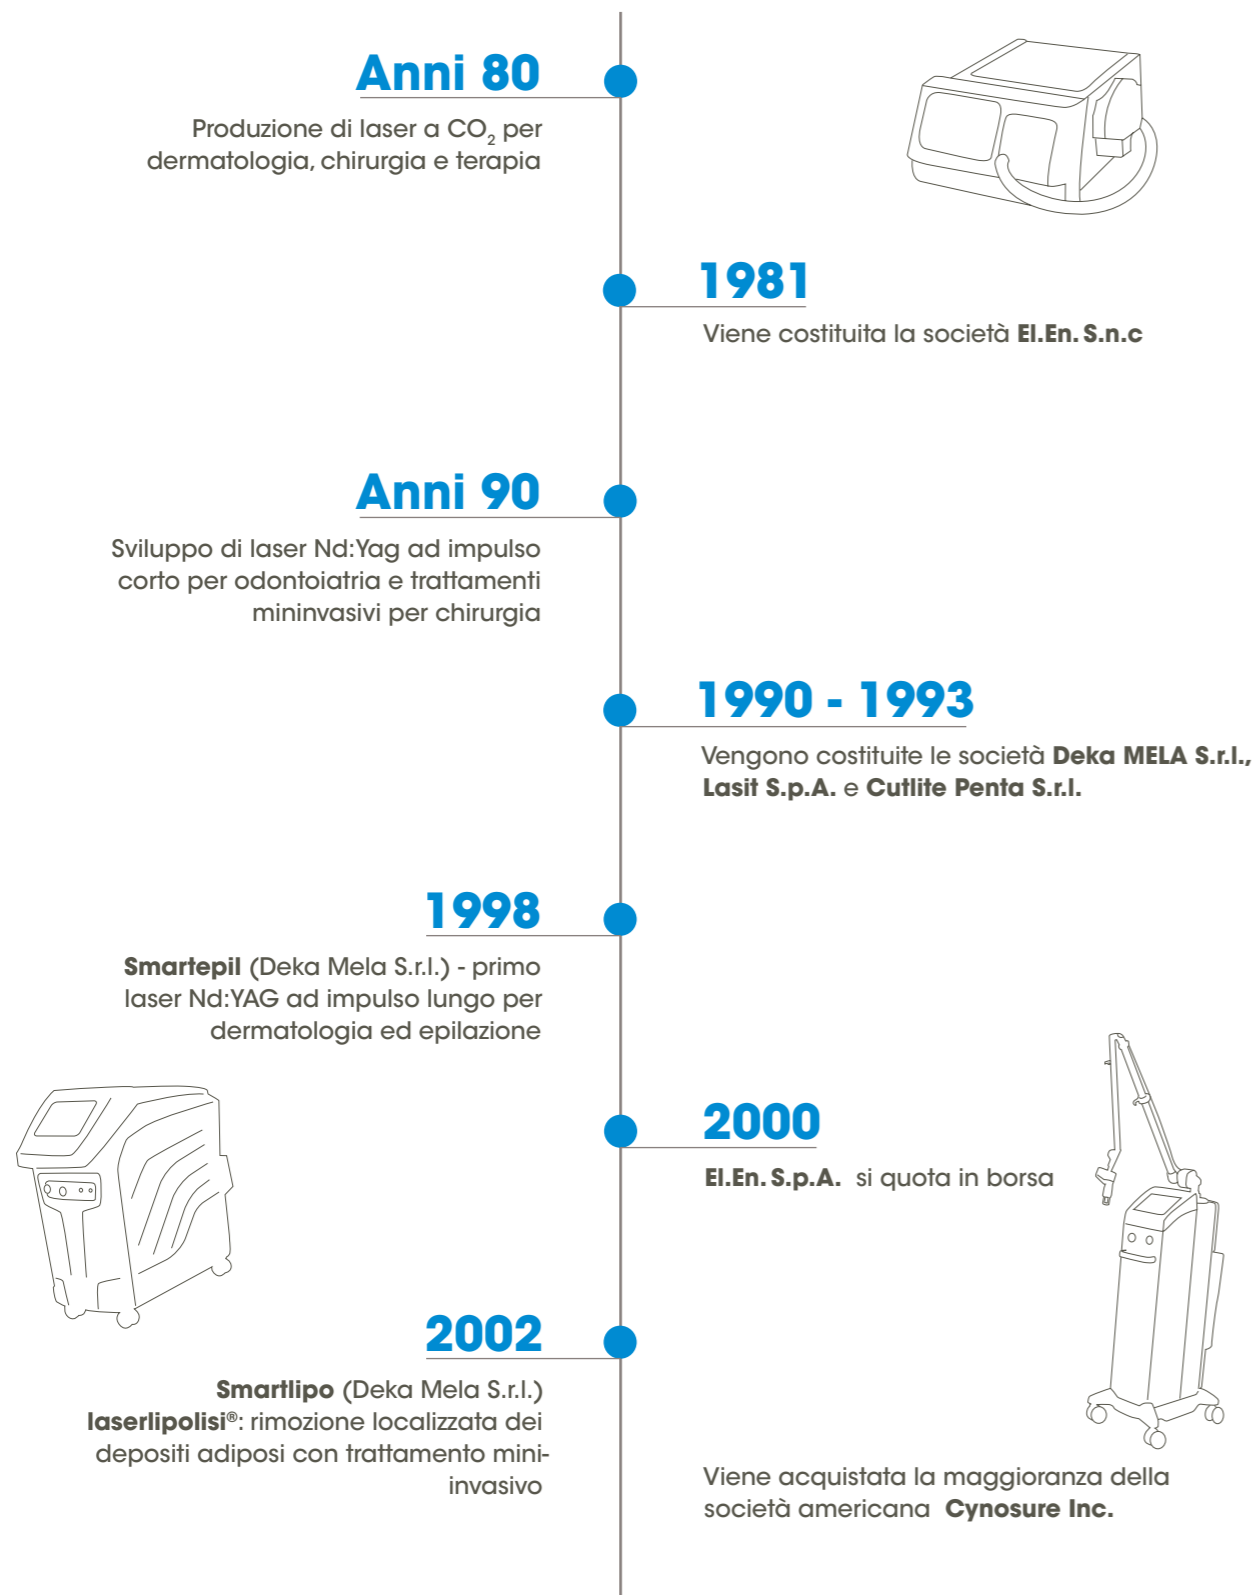 Anni 80
Produzione di laser a CO₂ per
dermatologia, chirurgia e terapia
1981
Viene costituita la società El.En. S.n.c
Anni 90
Sviluppo di laser Nd:Yag ad impulso
corto per odontoiatria e trattamenti
mininvasivi per chirurgia
1990 - 1993
Vengono costituite le società Deka MELA S.r.l.,
Lasit S.p.A. e Cutlite Penta S.r.l.
1998
Smartepil (Deka Mela S.r.l.) - primo
laser Nd:YAG ad impulso lungo per
dermatologia ed epilazione
2000
El.En. S.p.A. si quota in borsa
2002
Smartlipo (Deka Mela S.r.l.)
laserlipolisi®: rimozione localizzata dei
depositi adiposi con trattamento mini-
invasivo
Viene acquistata la maggioranza della
società americana Cynosure Inc.